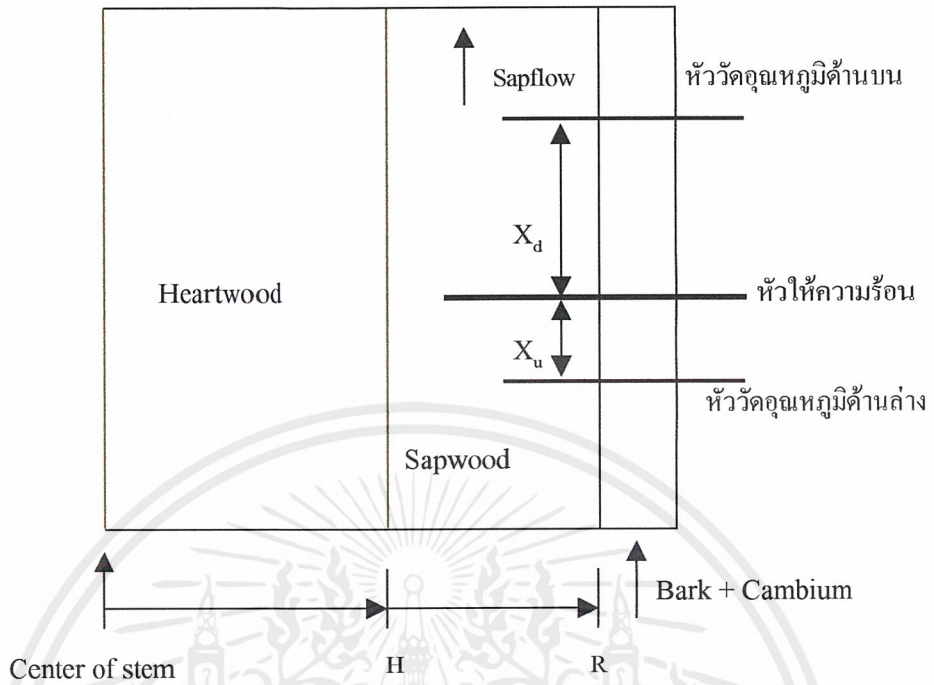 Sapflow
หัววัดอุณหภูมิด้านบน
X_d
Heartwood
หัวให้ความร้อน
X_u
หัววัดอุณหภูมิด้านล่าง
Sapwood
Bark + Cambium
Center of stem
H
R